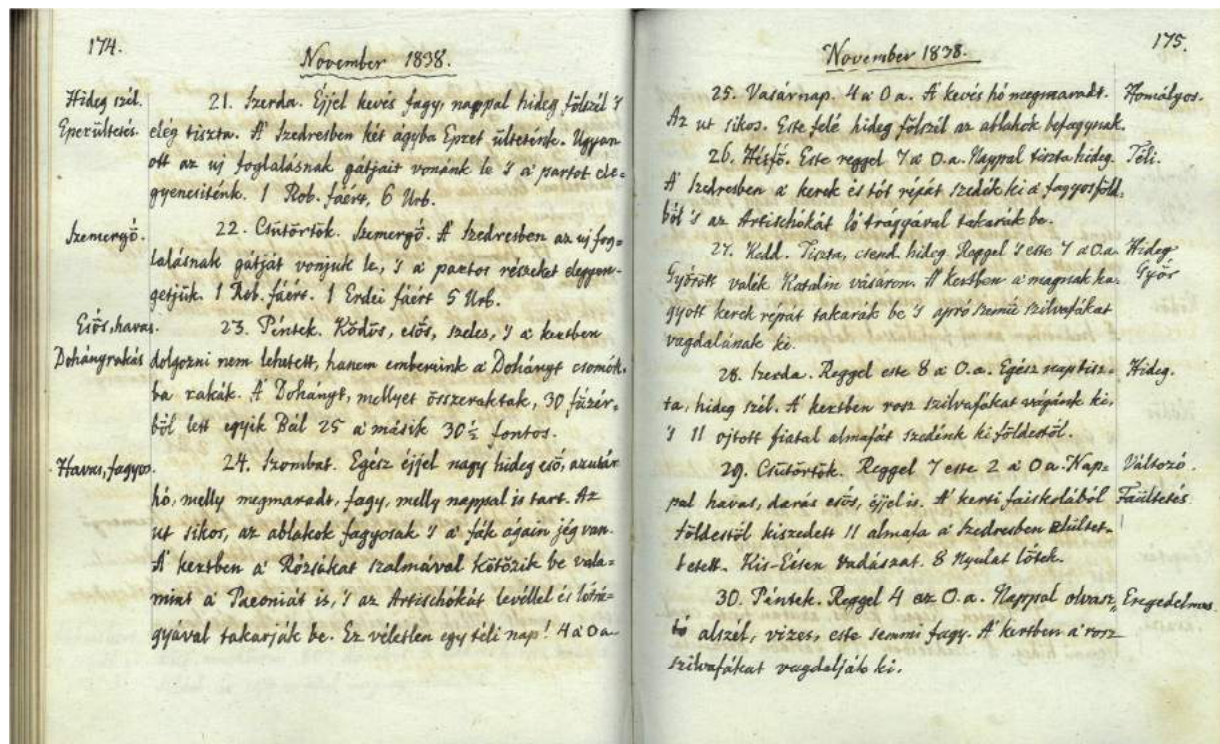 174.
November 1838.
Hideg szél.
Eperültetés.
21. Szerda. Éjjel kevés fagy, nappal hideg fölszél 's
elég tiszta. A' Szedresben két ágyba Epret ülteténk. Ugyan
ott az uj foglalásnak gátjait vonánk le 's a' partot ele=
gyencsiténk. 1 Rob. fáért, 6 Urb.
Szemergő.
22. Csütörtök. Szemergő. A' Szedresben az uj fog=
lalásnak gátját vonjuk le, 's a' partos részeket elegyen=
getjük. 1 Rob. fáért. 1 Erdei fáért 5 Urb.
Esős, havas.
Dohányrakás
23. Péntek. Ködös, esős, szeles, 's a' kertben
dolgozni nem lehetett, hanem embereink a' Dohányt csomók=
ba rakák. A' Dohányt, mellyet összeraktak, 30 füzér=
ből lett egyik Bál 25 a' másik 30½ fontos.
Havas, fagyos.
24. Szombat. Egész éjjel nagy hideg eső, azután
hó, melly megmaradt, fagy, melly nappal is tart. Az
ut sikos, az ablakok fagyosak 's a' fák again jég van.
A' kertben a' Rózsákat szalmával kötözik be vala=
mint a' Paeoniát is, 's az Artischókát levéllel és lótrá=
gyával takarják be. Ez véletlen egy téli nap! 4 a' 0 a.
175.
November 1838.
25. Vasárnap. 4 a' 0 a. A' kevés hó megmaradt.
Homályos.
Az ut sikos. Este felé hideg fölszél az ablakok befagynak.
26. Hétfő. Este reggel 7 a' 0. a. Nappal tiszta hideg.
Téli.
A' Szedresben a' kerek és tót répát szedék ki a' fagyos föld=
ből 's az Artischókát ló trágyával takarák be.
27. Kedd. Tiszta, csend. hideg. Reggel 's este 7 a' 0. a.
Hideg
Győr
Győrött valék Katalin vásáron. A' kertben a' magnak ha=
gyott kerek répát takarák be 's apró szemü szilvafákat
vagdalának ki.
28. Szerda. Reggel este 8 a' 0. a. Egész nap tisz=
Hideg.
ta, hideg szél. A' kertben rosz szilvafákat vágánk ki,
's 11 ojtott fiatal almafát szedénk ki földestöl.
29. Csütörtök. Reggel 7 este 2 a' 0 a. Nap=
Változó.
pal havas, darás esős, éjjel is. A' kerti faiskolából
Faültetés
földestöl kiszedett 11 almafa a' Szedresben elültet=
tetett. Kis-Écsen vadászat. 8 Nyulat lőtek.
30. Péntek. Reggel 4 az 0. a. Nappal olvasz=
Eregedelmes
tó alszél, vizes, este semmi fagy. A' kertben a' rosz
szilvafákat vagdalják ki.